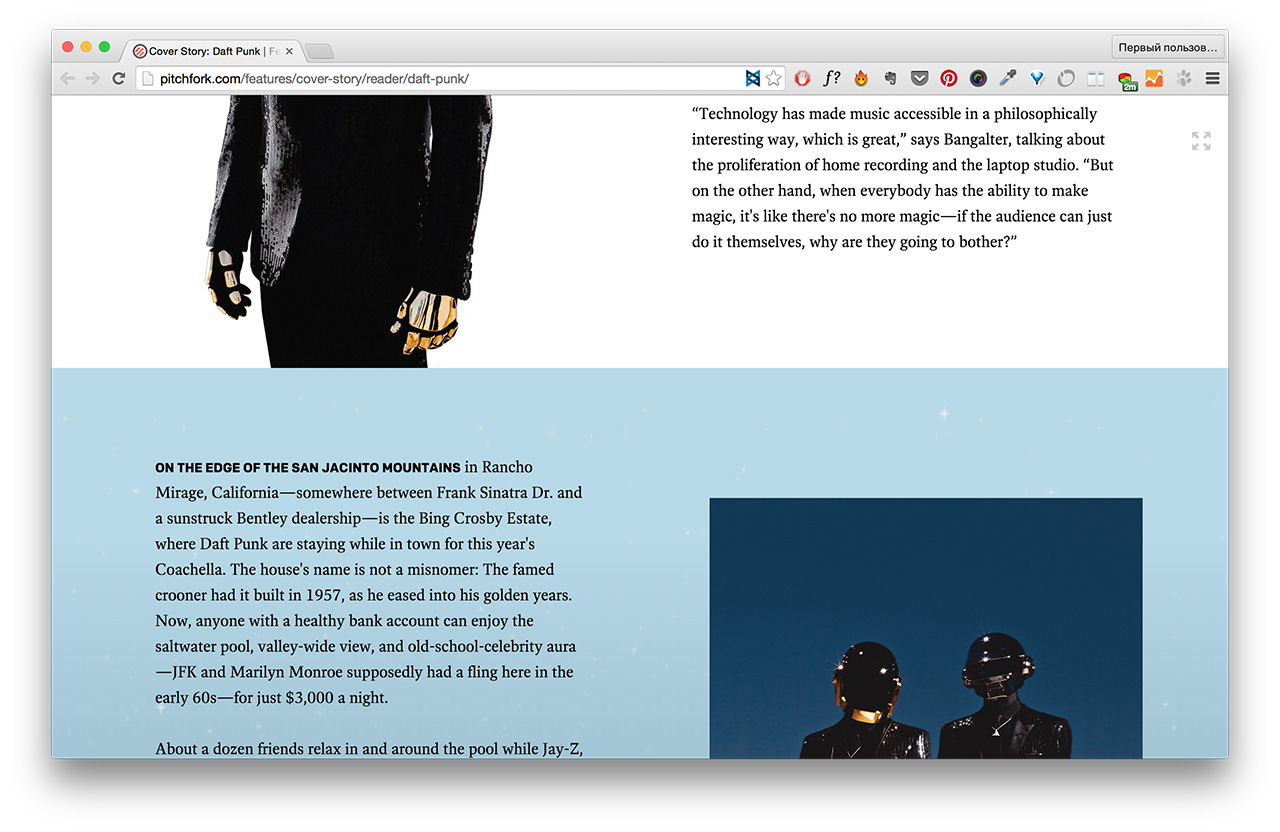 Cover Story: Daft Punk | Fe
Первый пользов…
pitchfork.com/features/cover-story/reader/daft-punk/
f?
2m
“Technology has made music accessible in a philosophically
interesting way, which is great,” says Bangalter, talking about
the proliferation of home recording and the laptop studio. “But
on the other hand, when everybody has the ability to make
magic, it's like there's no more magic—if the audience can just
do it themselves, why are they going to bother?”
ON THE EDGE OF THE SAN JACINTO MOUNTAINS in Rancho
Mirage, California—somewhere between Frank Sinatra Dr. and
a sunstruck Bentley dealership—is the Bing Crosby Estate,
where Daft Punk are staying while in town for this year's
Coachella. The house's name is not a misnomer: The famed
crooner had it built in 1957, as he eased into his golden years.
Now, anyone with a healthy bank account can enjoy the
saltwater pool, valley-wide view, and old-school-celebrity aura
—JFK and Marilyn Monroe supposedly had a fling here in the
early 60s—for just $3,000 a night.
About a dozen friends relax in and around the pool while Jay-Z,